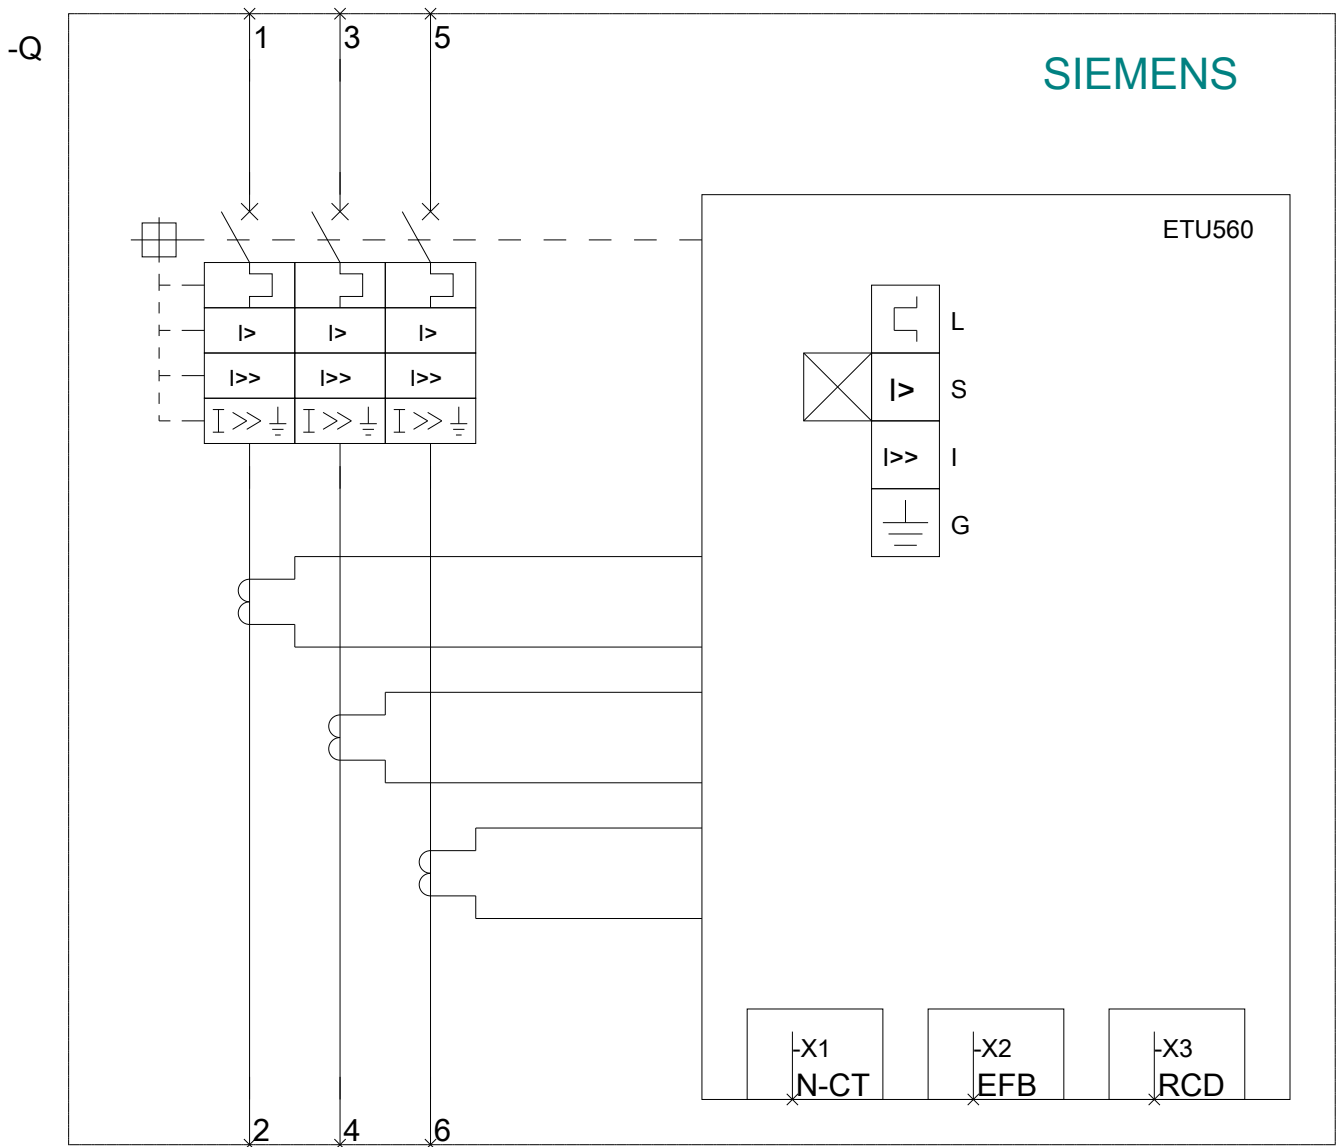 1 3 5
-Q
SIEMENS
ETU560
I> I> I>
I>> I>> I>>
I>> I>> I>>
L
I> S
I>> I
G
-X1 -X2 -X3
N-CT EFB RCD
2 4 6